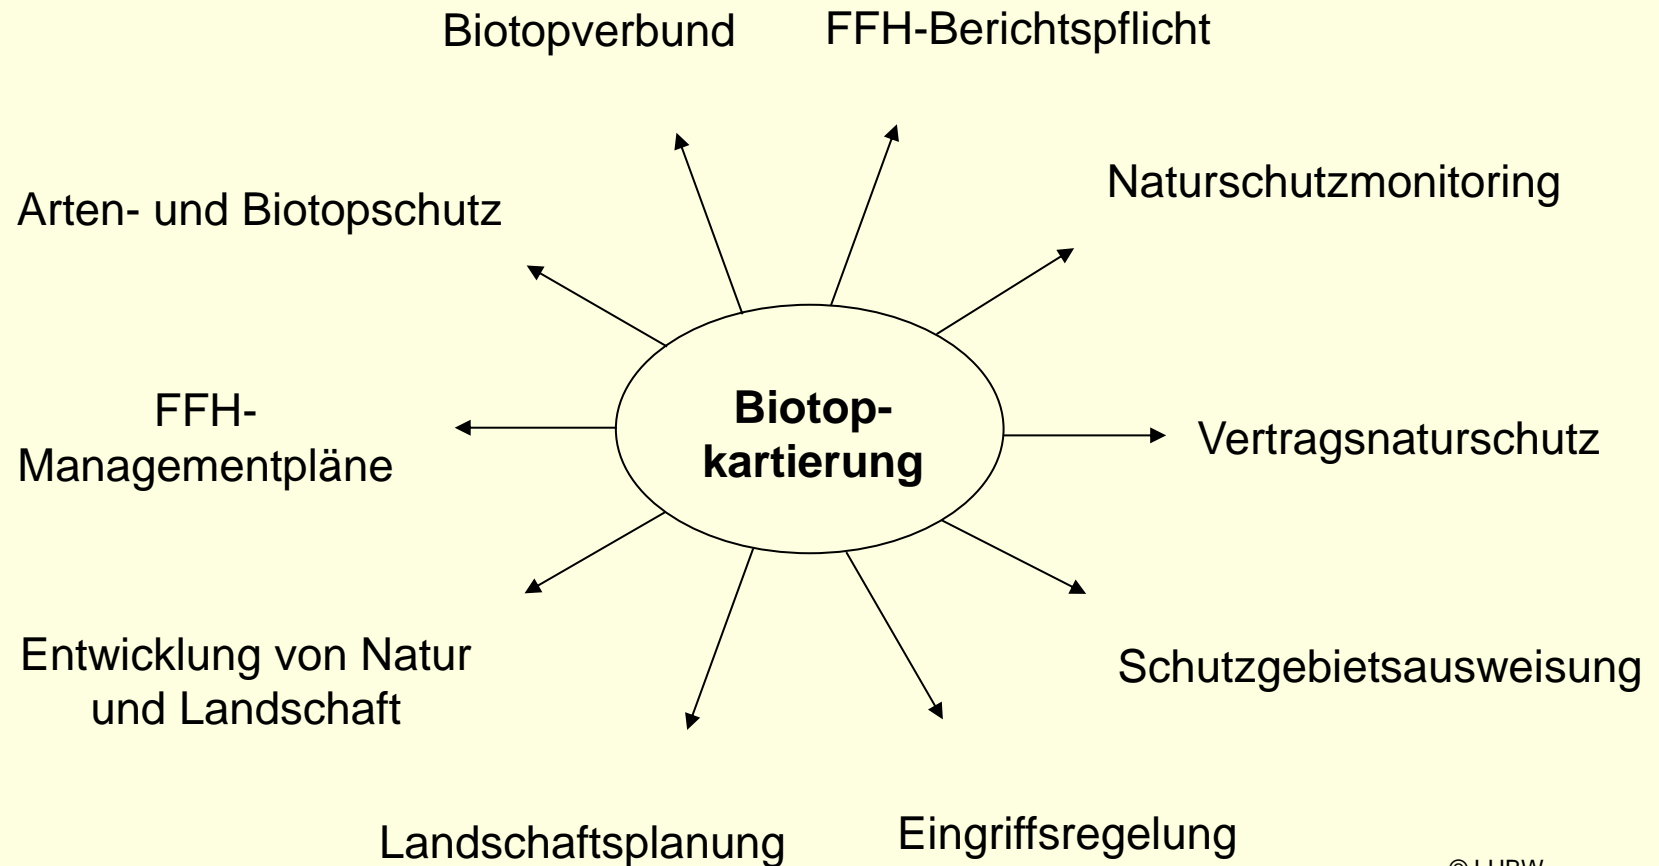 Biotopverbund
FFH-Berichtspflicht
Arten- und Biotopschutz
Naturschutzmonitoring
FFH-
Managementpläne
Biotop-
kartierung
Vertragsnaturschutz
Entwicklung von Natur
und Landschaft
Schutzgebietsausweisung
Landschaftsplanung
Eingriffsregelung
© LUBW